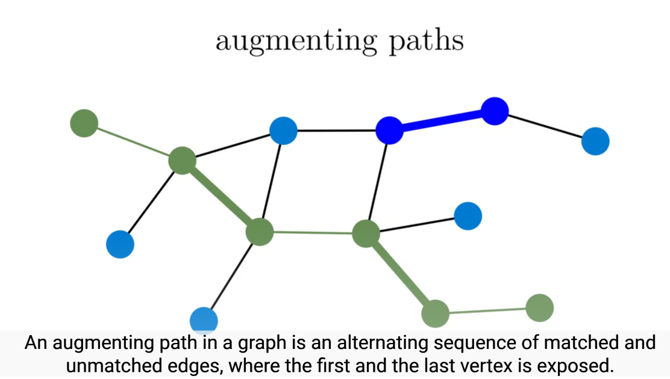 augmenting paths
An augmenting path in a graph is an alternating sequence of matched and
unmatched edges, where the first and the last vertex is exposed.